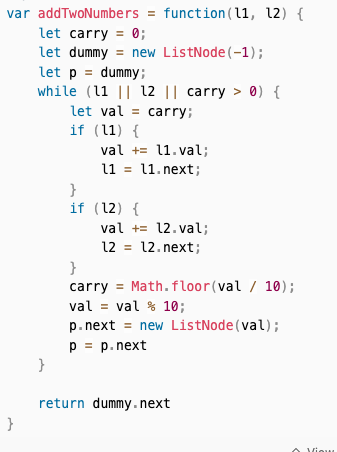 var addTwoNumbers = function(l1, l2) {
    let carry = 0;
    let dummy = new ListNode(-1);
    let p = dummy;
    while (l1 || l2 || carry > 0) {
        let val = carry;
        if (l1) {
            val += l1.val;
            l1 = l1.next;
        }
        if (l2) {
            val += l2.val;
            l2 = l2.next;
        }
        carry = Math.floor(val / 10);
        val = val % 10;
        p.next = new ListNode(val);
        p = p.next
    }

    return dummy.next
}
View